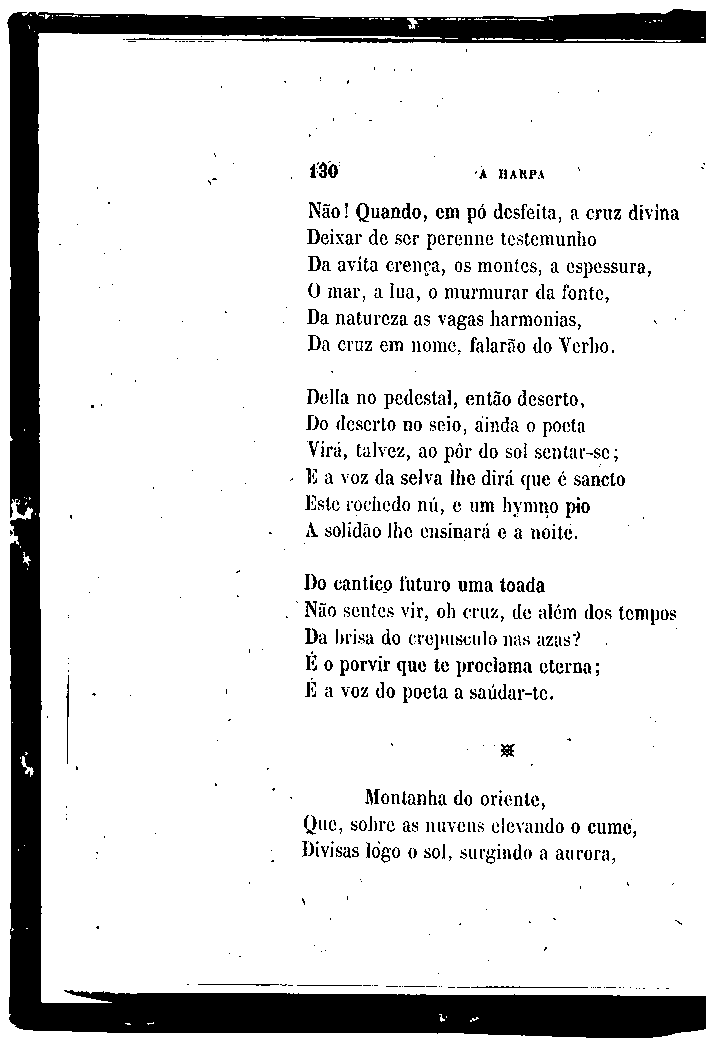 130 A HARPA
Não! Quando, em pó desfeita, a cruz divina
Deixar de ser perenne testemunho
Da avita crença, os montes, a espessura,
O mar, a lua, o murmurar da fonte,
Da natureza as vagas harmonias,
Da cruz em nome, falarão do Verbo.
Della no pedestal, então deserto,
Do deserto no seio, ainda o poeta
Virá, talvez, ao pôr do sol sentar-se;
E a voz da selva lhe dirá que é sancto
Este rochedo nú, e um hymno pio
A solidão lhe ensinará e a noite.
Do cantico futuro uma toada
Não sentes vir, oh cruz, de além dos tempos
Da brisa do crepusculo nas azas?
É o porvir que te proclama eterna;
É a voz do poeta a saúdar-te.
※
Montanha do oriente,
Que, sobre as nuvens elevando o cume,
Divisas lógo o sol, surgindo a aurora,